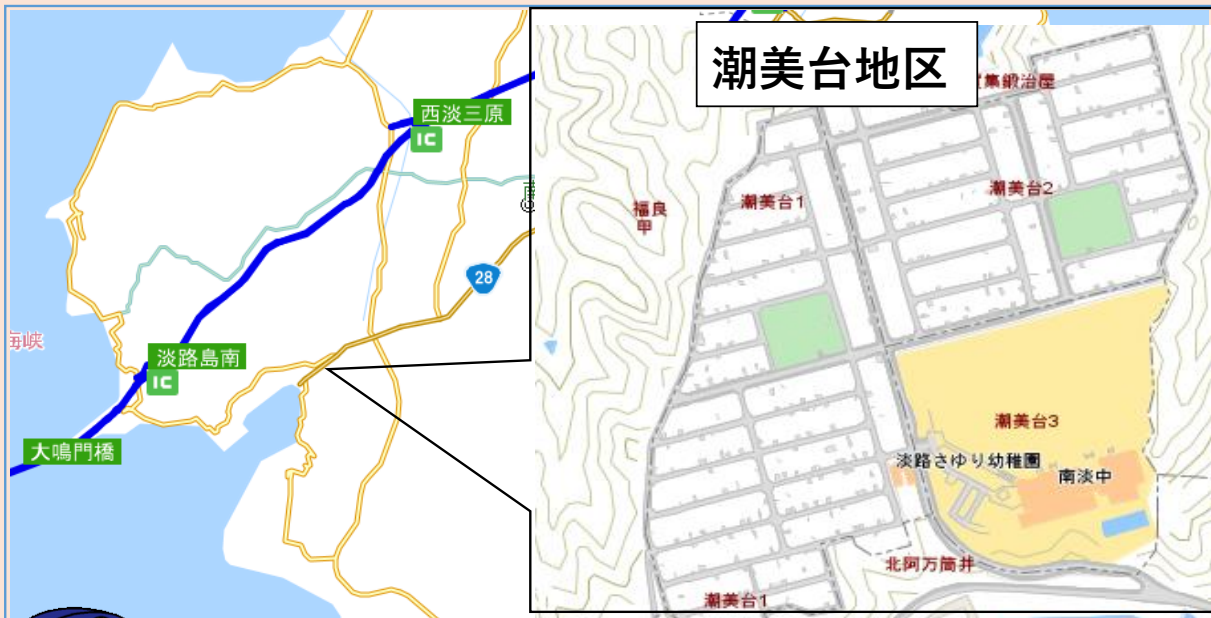 潮美台地区
西淡三原
IC
28
海峡
淡路島南
IC
大鳴門橋
集鍛治屋
潮美台1
潮美台2
福良
甲
潮美台3
淡路さゆり幼稚園
南淡中
北阿万筒井
潮美台1